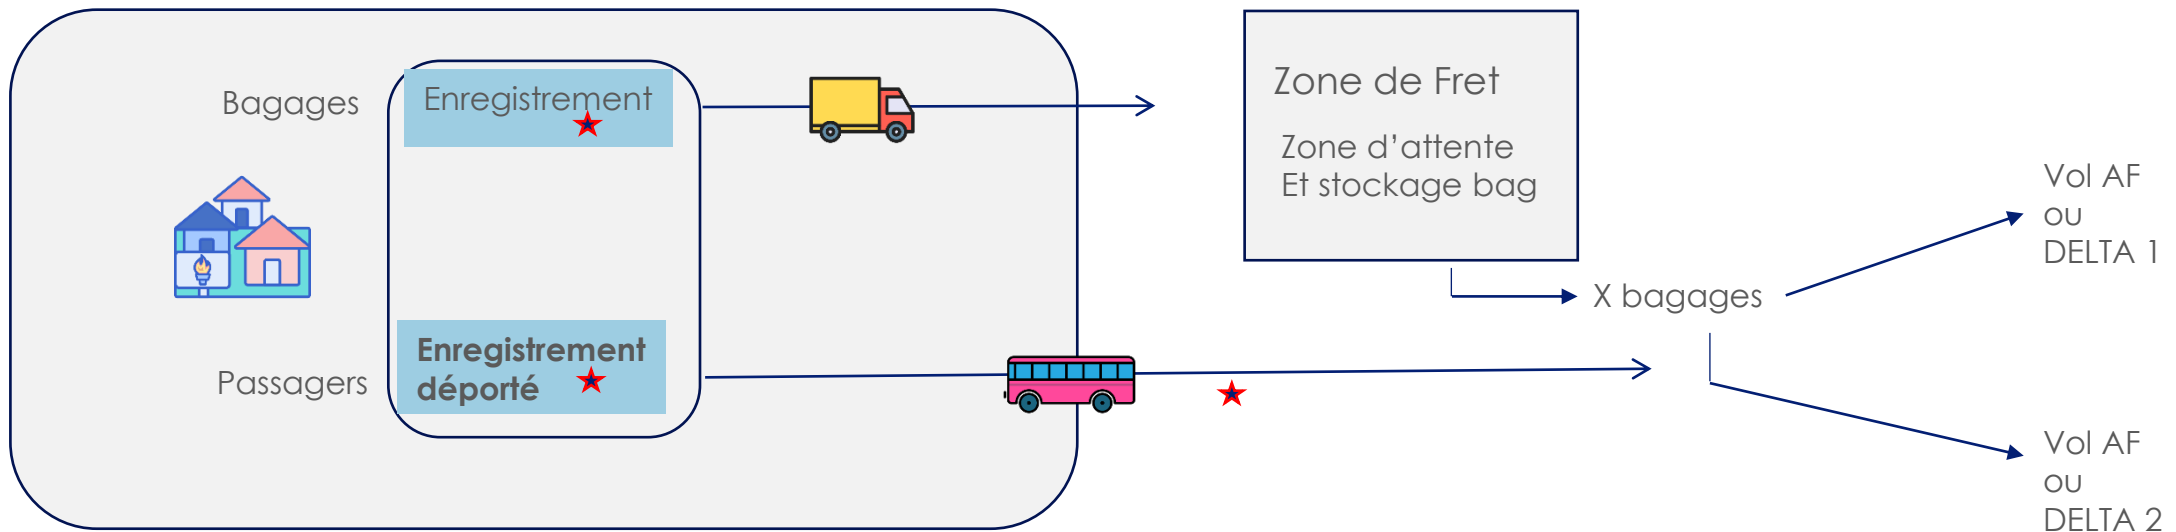 Bagages
Enregistrement
Zone de Fret
Zone d’attente
Et stockage bag
Vol AF
ou
DELTA 1
X bagages
Passagers
Enregistrement
déporté
Vol AF
ou
DELTA 2